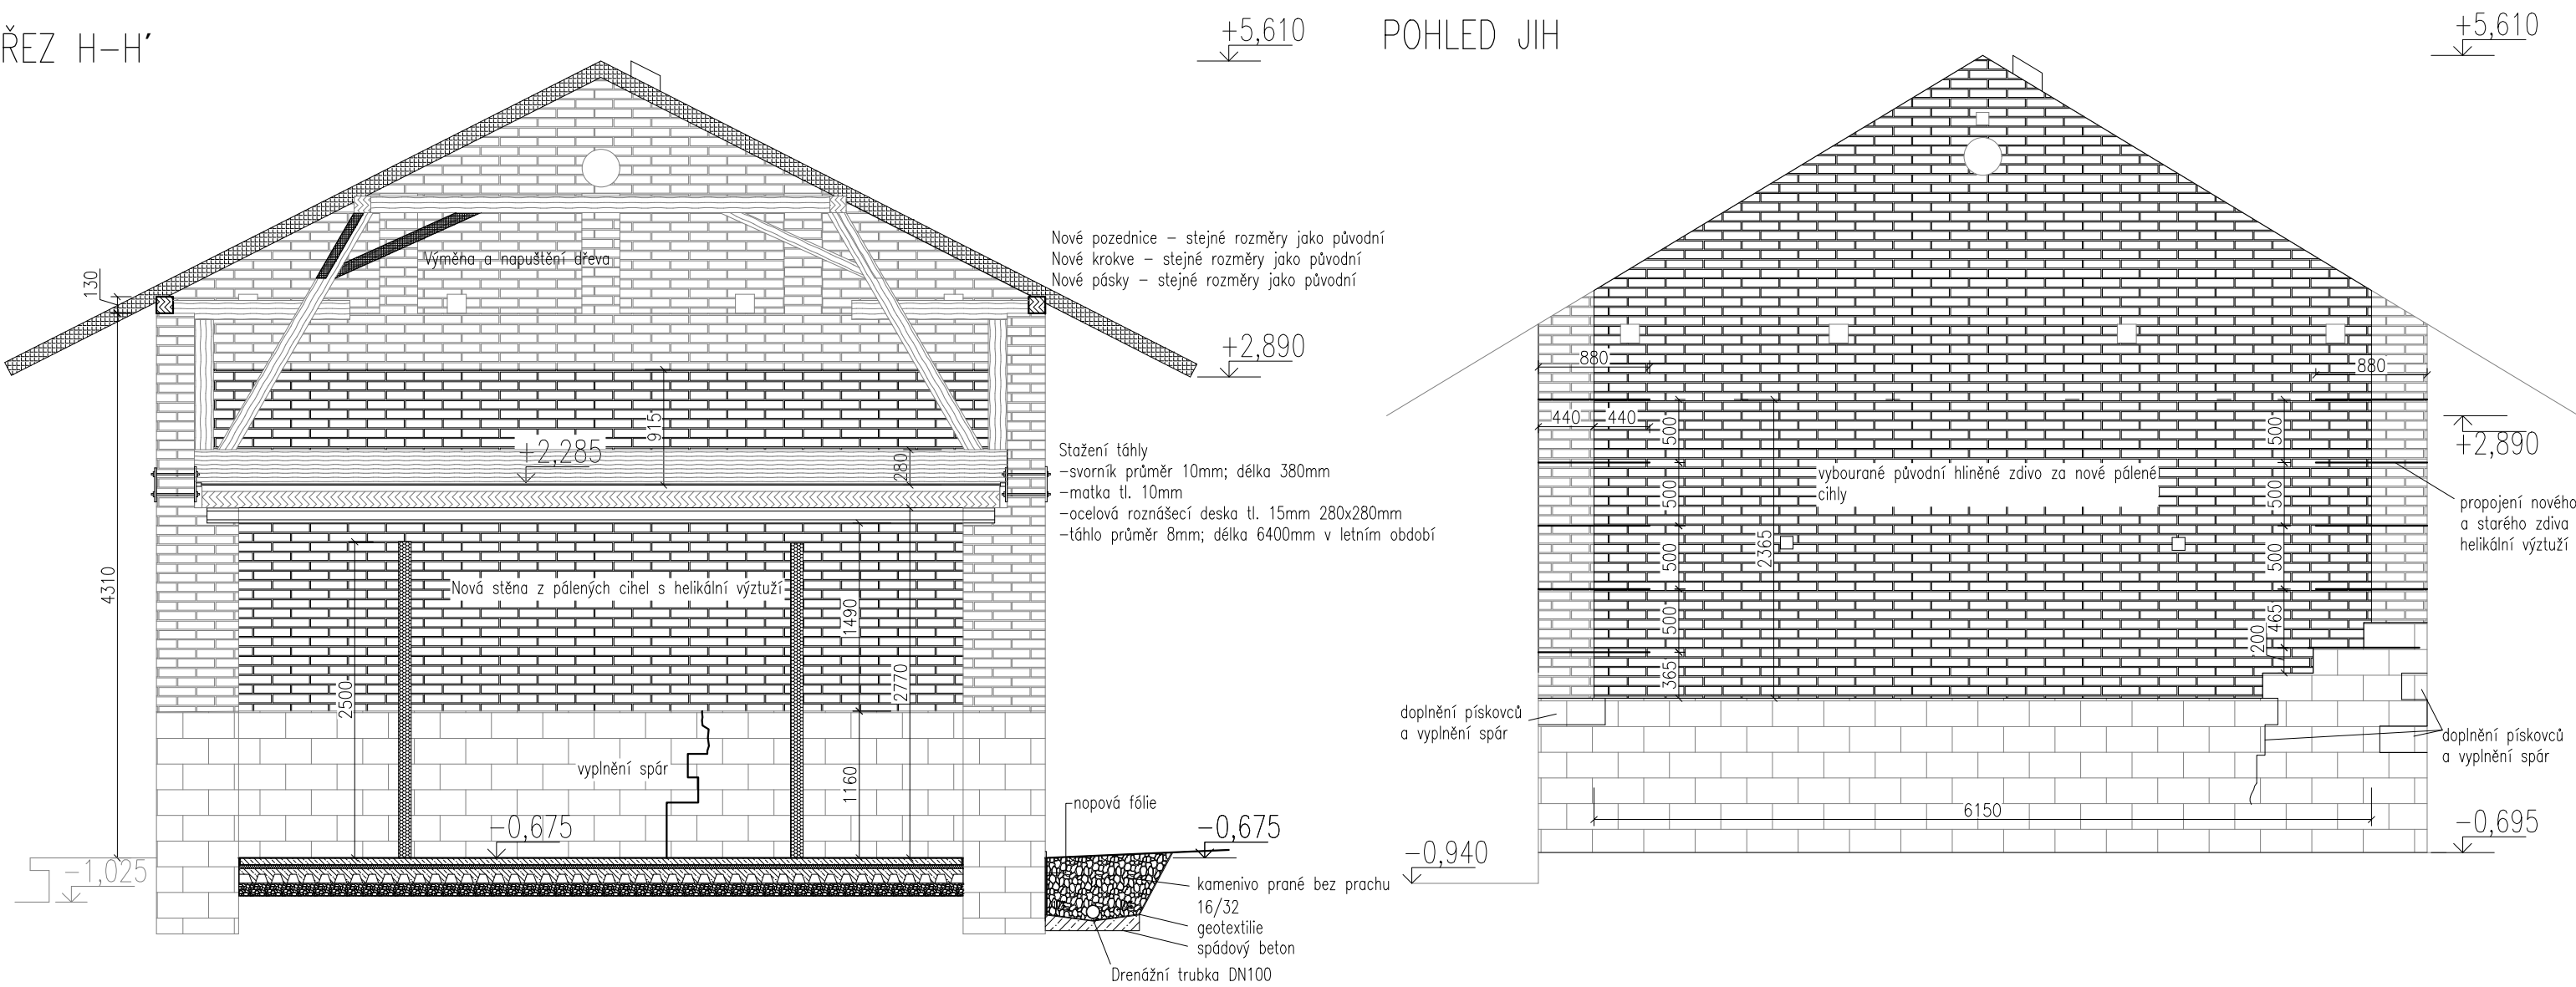 ŘEZ H-H'
+5,610
POHLED JIH
+5,610
Nové pozednice – stejné rozměry jako původní
Nové krokve – stejné rozměry jako původní
Nové pásky – stejné rozměry jako původní
Výměna a napuštění dřeva
130
+2,890
880
880
440
440
915
+2,285
280
Stažení táhly
-svorník průměr 10mm; délka 380mm
-matka tl. 10mm
-ocelová roznášecí deska tl. 15mm 280x280mm
-táhlo průměr 8mm; délka 6400mm v letním období
500
500
+2,890
vybourané původní hliněné zdivo za nové pálené
cihly
500
500
propojení nového
a starého zdiva
helikální výztuží
2365
500
500
4310
Nová stěna z pálených cihel s helikální výztuží
1490
500
465
200
365
2500
2770
doplnění pískovců
a vyplnění spár
doplnění pískovců
a vyplnění spár
vyplnění spár
1160
nopová fólie
6150
-0,675
-0,675
-0,695
-0,940
-1,025
kamenivo prané bez prachu
16/32
geotextilie
spádový beton
Drenážní trubka DN100